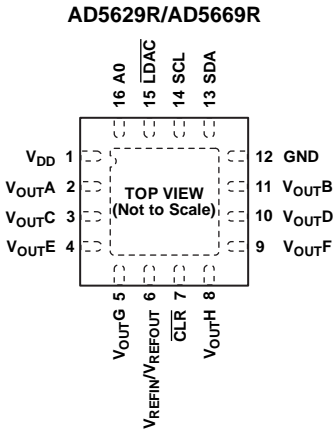 AD5629R/AD5669R
16 A0
15 L̅D̅A̅C̅
14 SCL
13 SDA
VDD 1
VOUTA 2
VOUTC 3
VOUTE 4
TOP VIEW
(Not to Scale)
12 GND
11 VOUTB
10 VOUTD
9 VOUTF
VOUTG 5
VREFIN/VREFOUT 6
C̅L̅R̅ 7
VOUTH 8